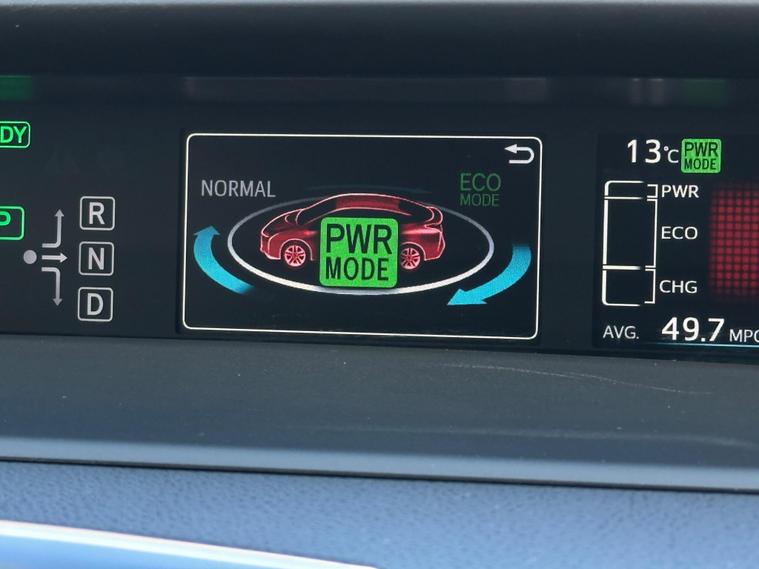 DY
P
R
N
D
NORMAL
ECO
MODE
PWR
MODE
13°C
PWR
MODE
PWR
ECO
CHG
AVG. 49.7 MPG